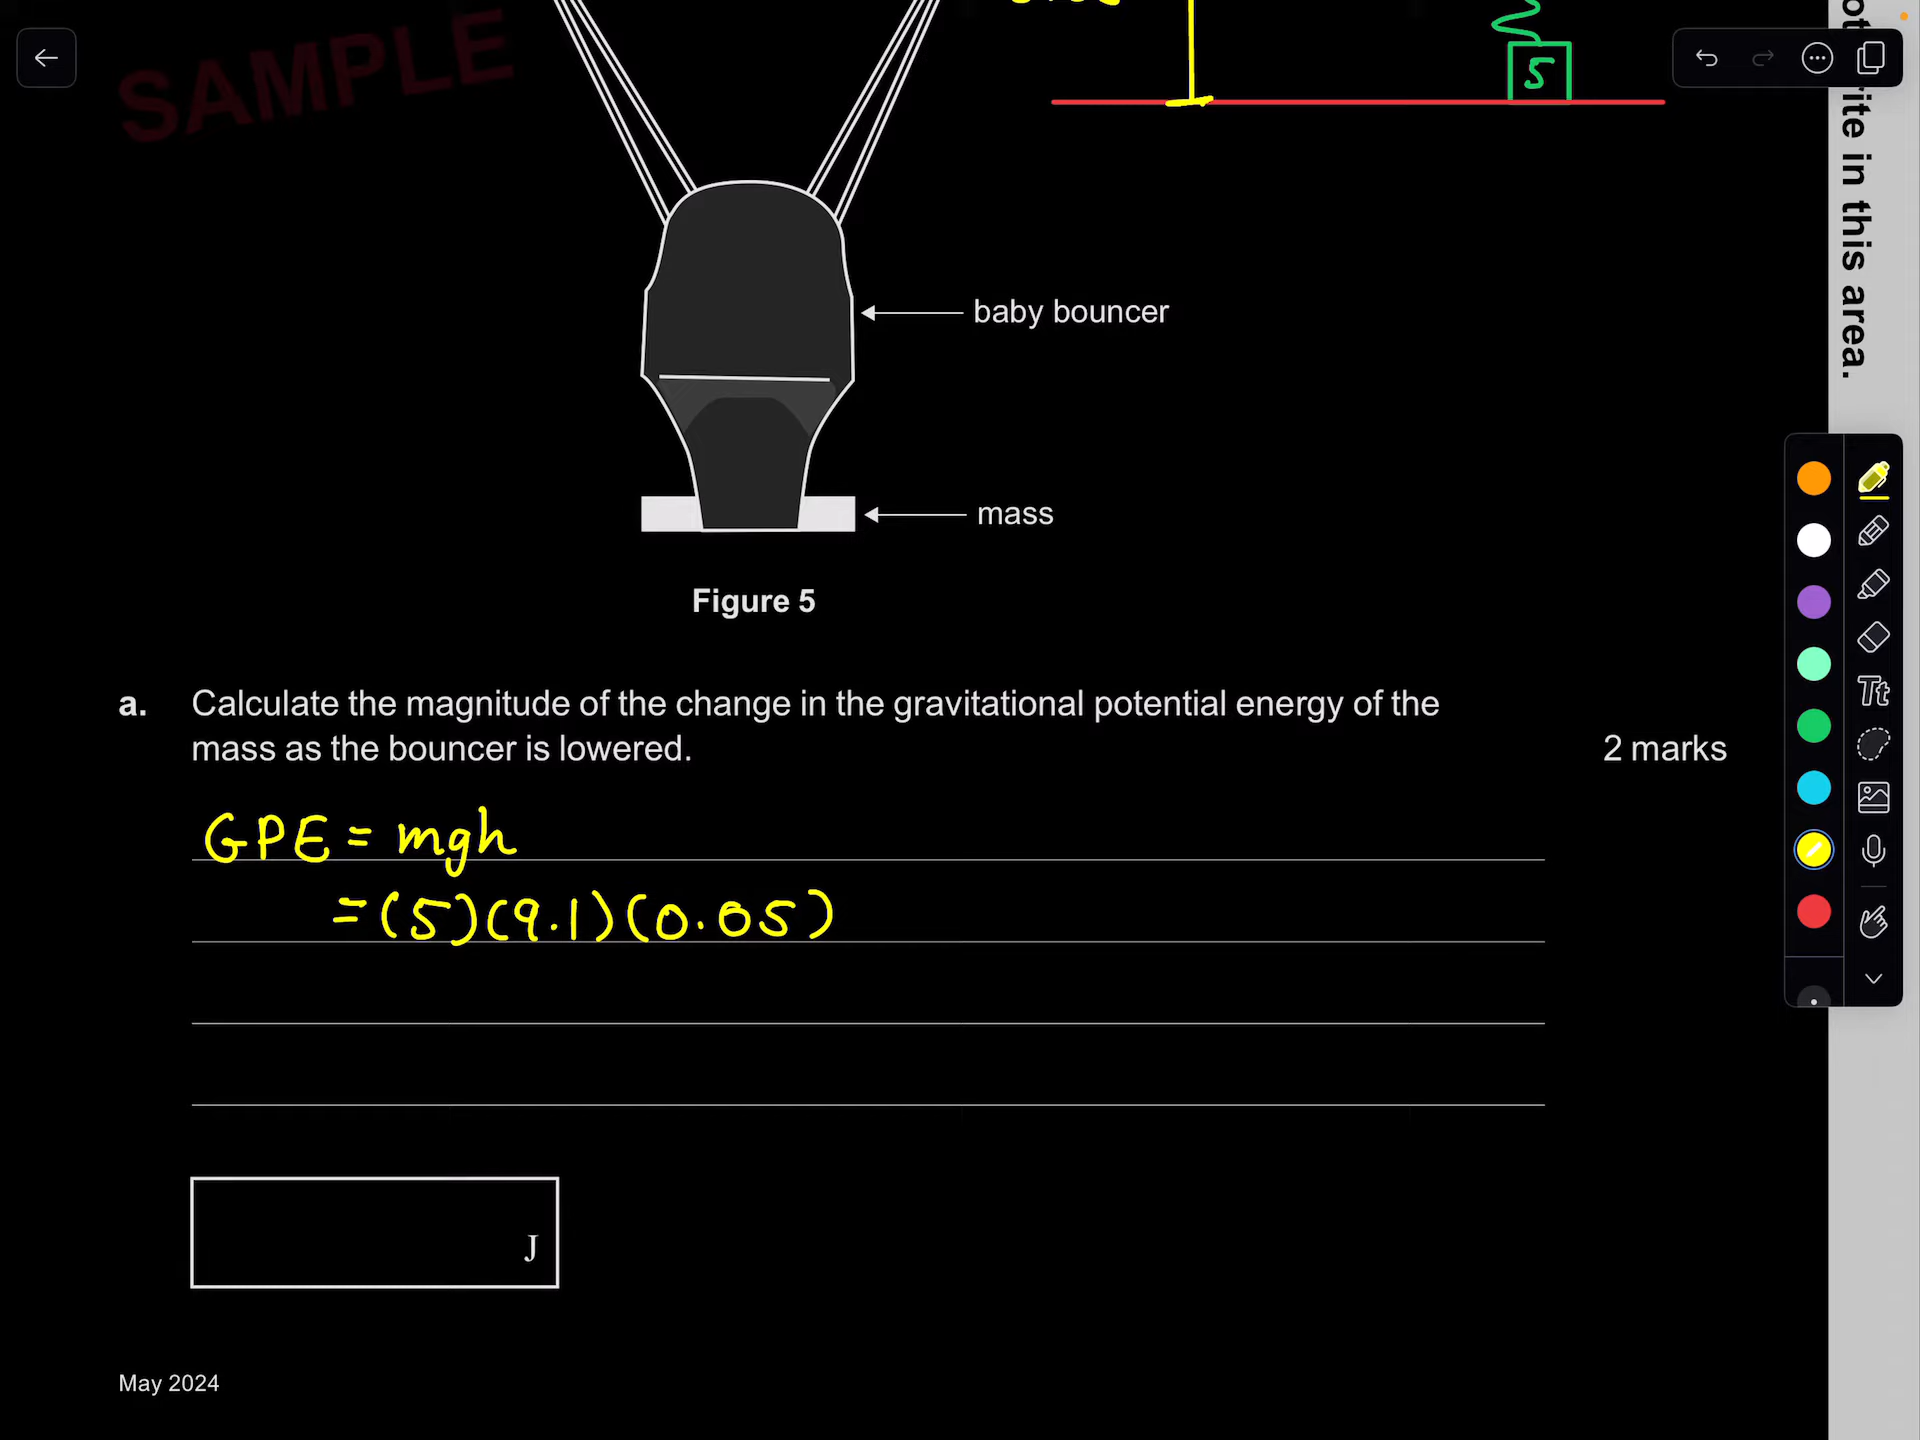 SAMPLE
5
ite in this area.
baby bouncer
mass
Figure 5
a. Calculate the magnitude of the change in the gravitational potential energy of the
mass as the bouncer is lowered. 2 marks
GPE = mgh
= (5)(9.1)(0.05)
J
May 2024
Tt